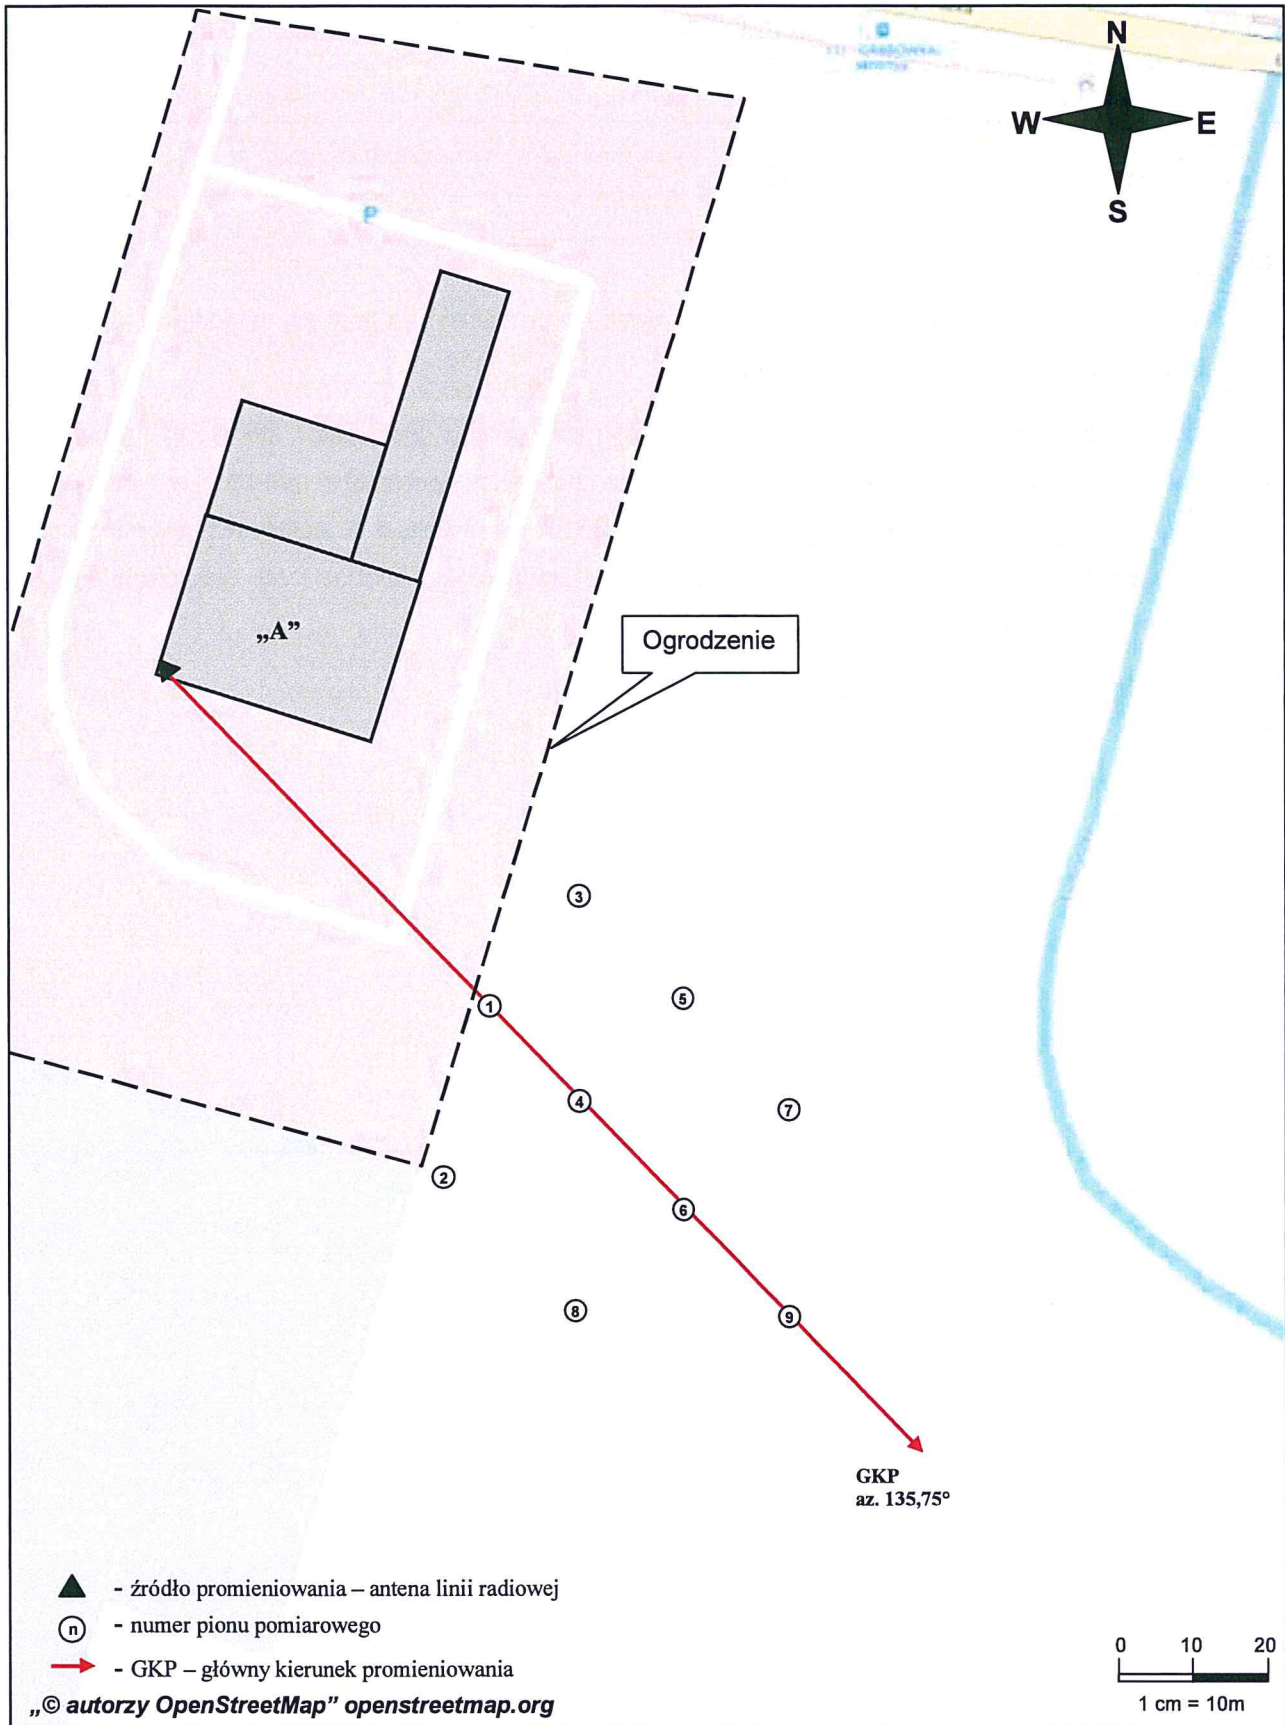 N
W E
S
P
„A”
Ogrodzenie
3
5
1
4
7
2
6
8
9
GKP
az. 135,75°
- źródło promieniowania – antena linii radiowej
n - numer pionu pomiarowego
- GKP – główny kierunek promieniowania
„© autorzy OpenStreetMap” openstreetmap.org
0 10 20
1 cm = 10m